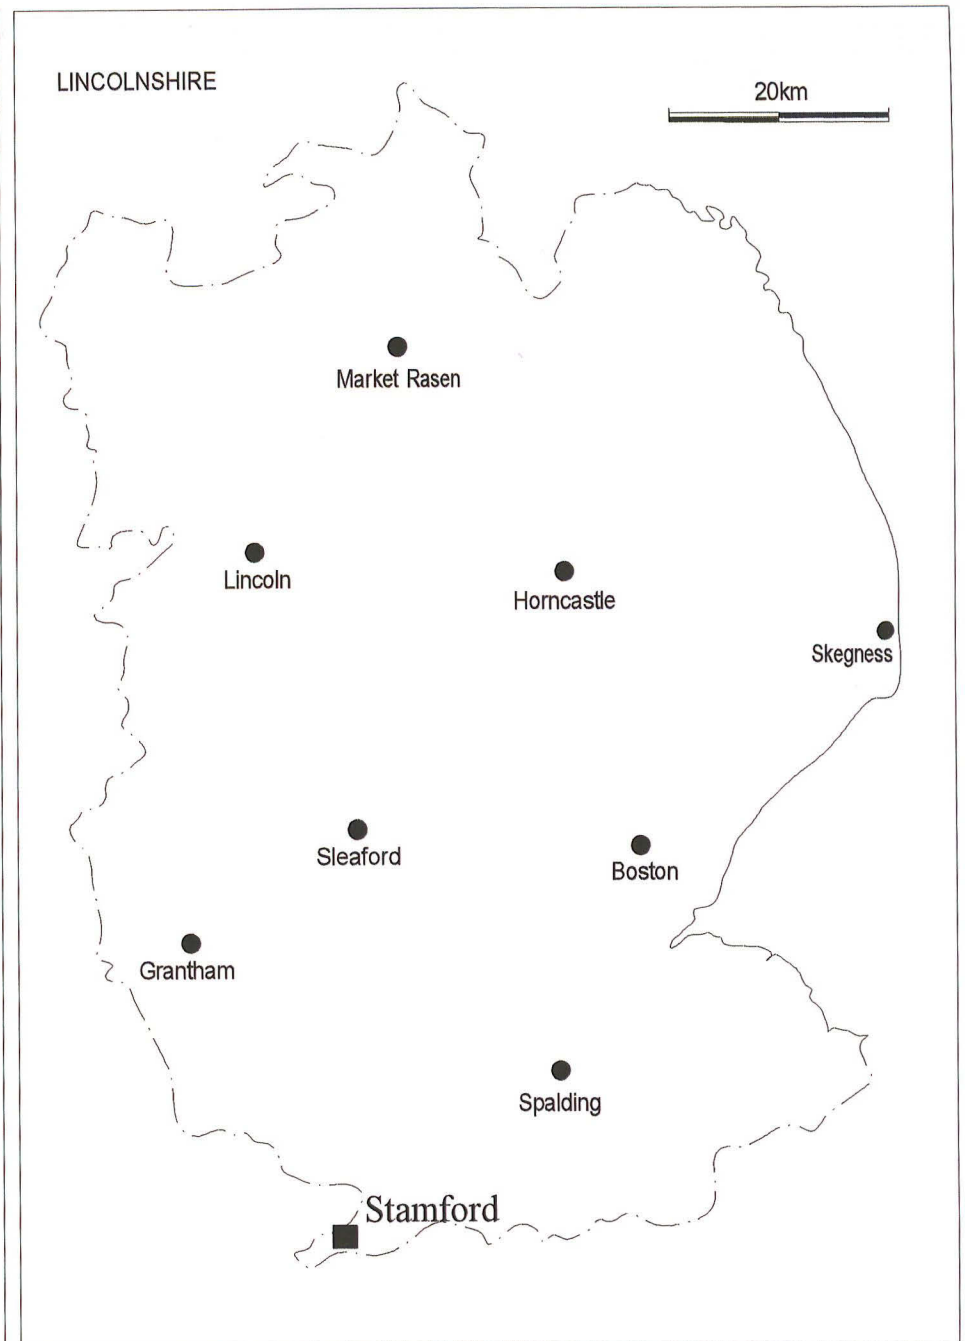 LINCOLNSHIRE
20km
Market Rasen
Lincoln
Horncastle
Skegness
Sleaford
Boston
Grantham
Spalding
Stamford